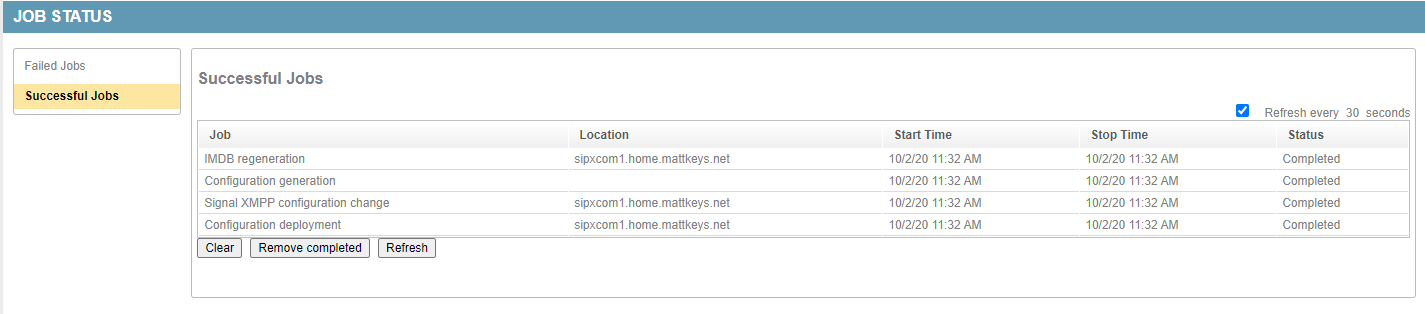 JOB STATUS
Failed Jobs
Successful Jobs
Successful Jobs
Refresh every 30 seconds
Job Location Start Time Stop Time Status
IMDB regeneration sipxcom1.home.mattkeys.net 10/2/20 11:32 AM 10/2/20 11:32 AM Completed
Configuration generation 10/2/20 11:32 AM 10/2/20 11:32 AM Completed
Signal XMPP configuration change sipxcom1.home.mattkeys.net 10/2/20 11:32 AM 10/2/20 11:32 AM Completed
Configuration deployment sipxcom1.home.mattkeys.net 10/2/20 11:32 AM 10/2/20 11:32 AM Completed
Clear Remove completed Refresh